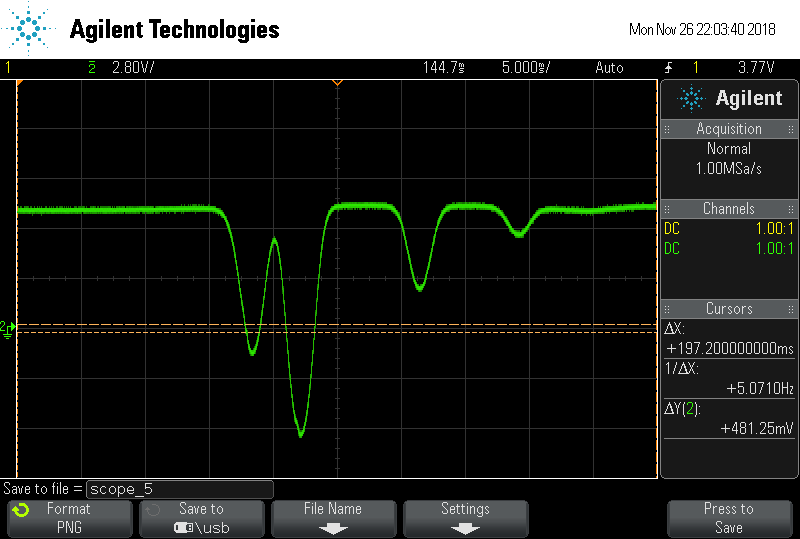 Agilent Technologies
Mon Nov 26 22:03:40 2018
1 2 2.80V/ 144.7ms 5.000ms/ Auto 1 3.77V
Agilent
Acquisition
Normal
1.00MSa/s
Channels
DC 1.00:1
DC 1.00:1
Cursors
ΔX:
+197.200000000ms
1/ΔX:
+5.0710Hz
ΔY(2):
+481.25mV
2
Save to file = scope_5
Format
PNG
Save to
\usb
File Name
Settings
Press to
Save